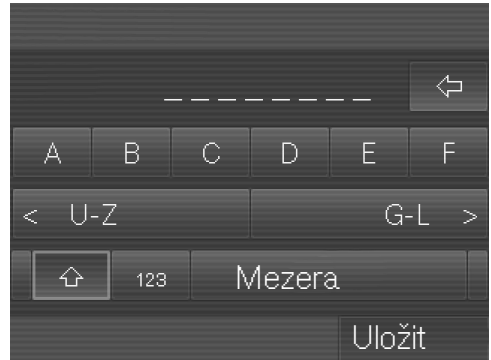 _ _ _ _ _ _ _ _ _
A B C D E F
< U-Z G-L >
123 Mezera
Uložit